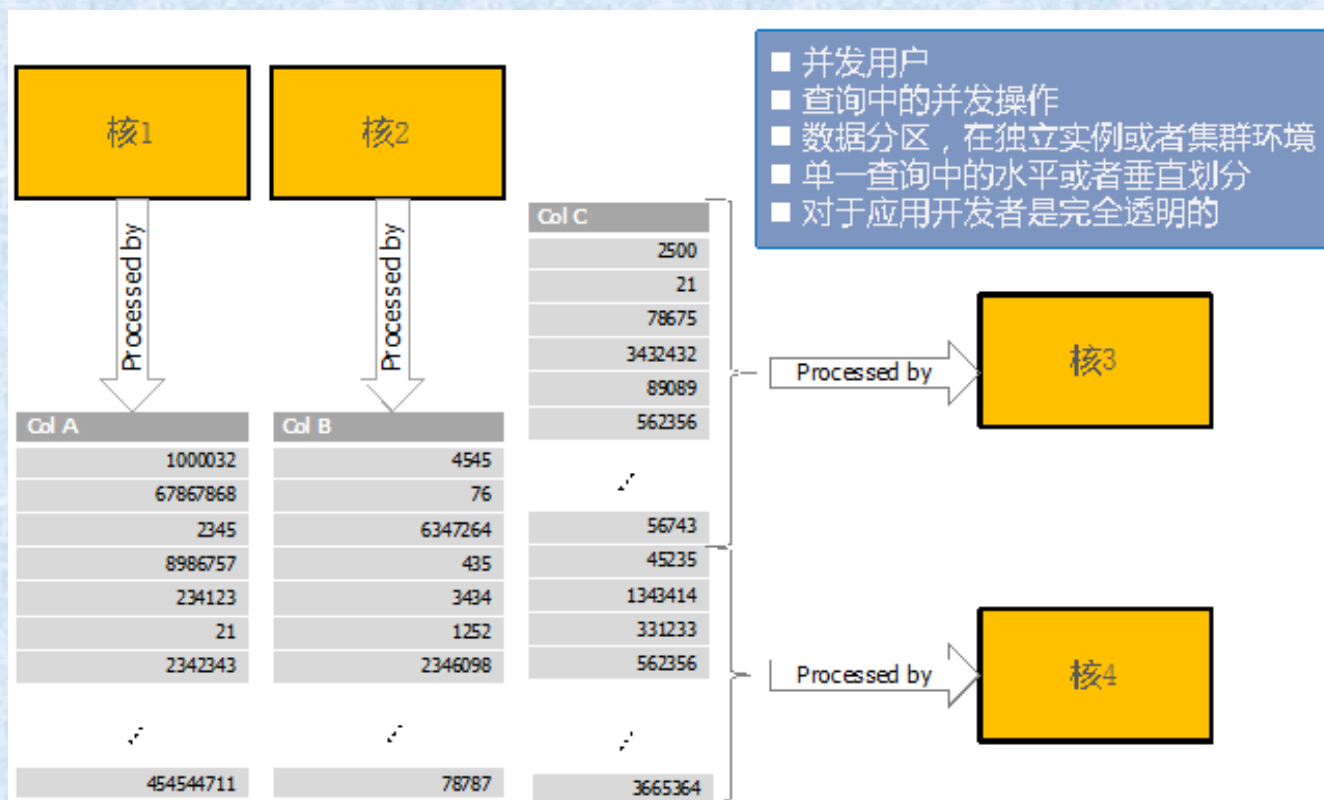 并发用户
查询中的并发操作
数据分区，在独立实例或者集群环境
单一查询中的水平或者垂直划分
对于应用开发者是完全透明的
核1
核2
Processed by
Processed by
Col A
1000032
67867868
2345
8986757
234123
21
2342343
454544711
Col B
4545
76
6347264
435
3434
1252
2346098
78787
Col C
2500
21
78675
3432432
89089
562356
56743
45235
1343414
331233
562356
3665364
Processed by
核3
Processed by
核4